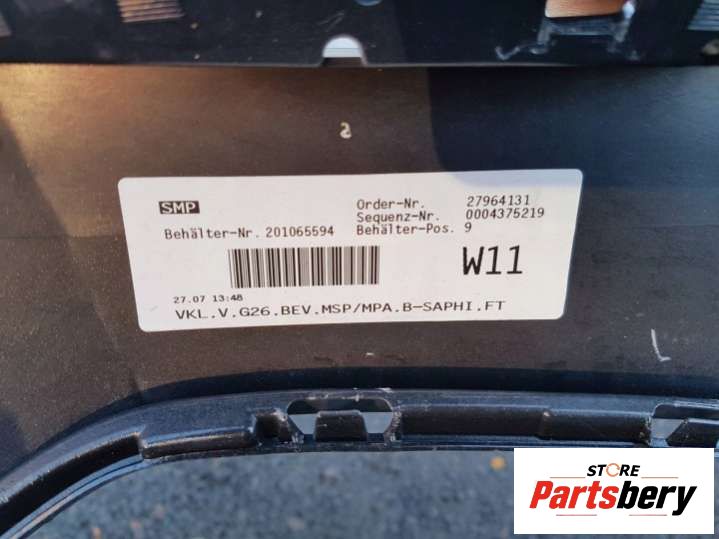 SMP
Order-Nr. 27964131
Sequenz-Nr. 0004375219
Behälter-Nr. 201065594 Behälter-Pos. 9
W11
27.07 13:48
VKL.V.G26.BEV.MSP/MPA.B-SAPHI.FT
STORE
Partsbery